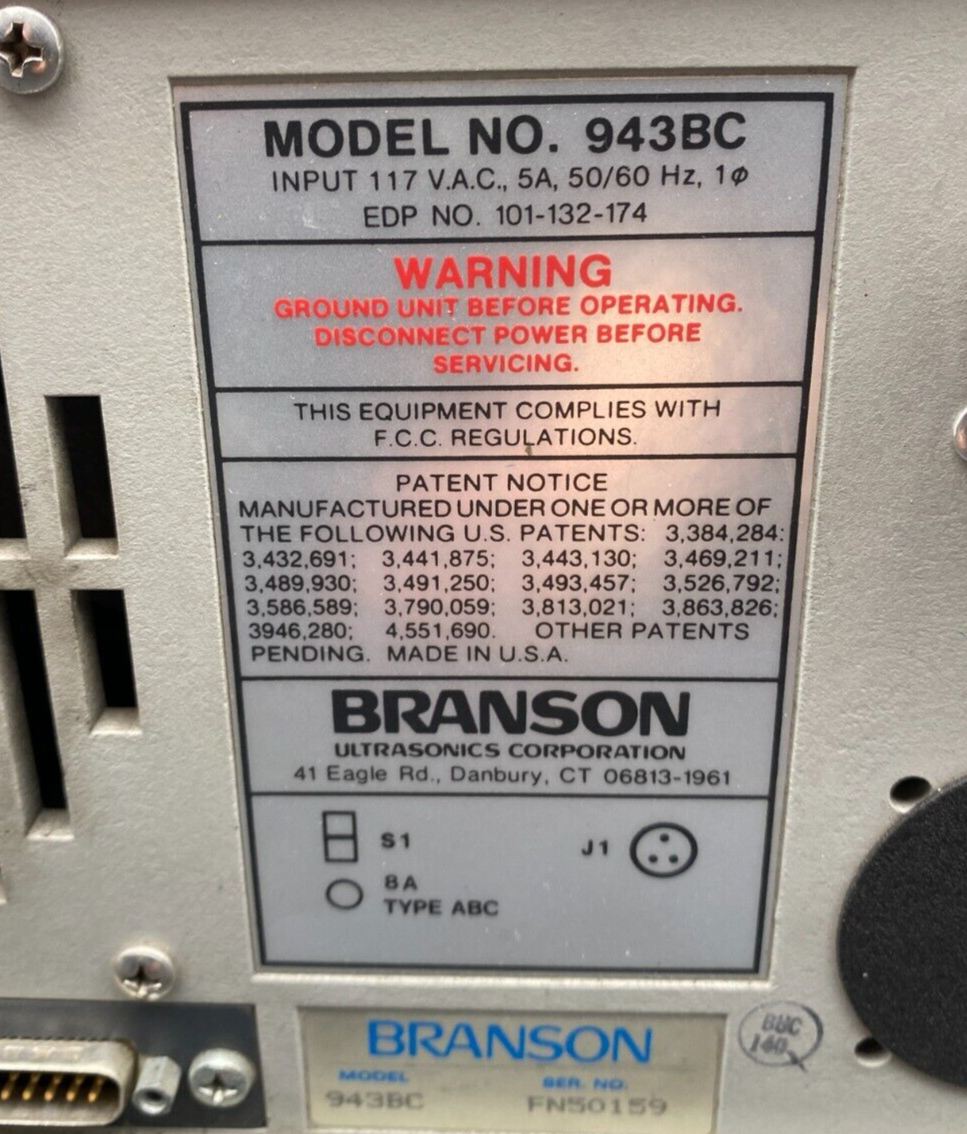 MODEL NO. 943BC
INPUT 117 V.A.C., 5A, 50/60 Hz, 1ϕ
EDP NO. 101-132-174
WARNING
GROUND UNIT BEFORE OPERATING.
DISCONNECT POWER BEFORE
SERVICING.
THIS EQUIPMENT COMPLIES WITH
F.C.C. REGULATIONS.
PATENT NOTICE
MANUFACTURED UNDER ONE OR MORE OF
THE FOLLOWING U.S. PATENTS: 3,384,284:
3,432,691; 3,441,875; 3,443,130; 3,469,211;
3,489,930; 3,491,250; 3,493,457; 3,526,792;
3,586,589; 3,790,059; 3,813,021; 3,863,826;
3946,280; 4,551,690. OTHER PATENTS
PENDING. MADE IN U.S.A.
BRANSON
ULTRASONICS CORPORATION
41 Eagle Rd., Danbury, CT 06813-1961
S1 J1
8A
TYPE ABC
BRANSON
MODEL SER. NO.
943BC FN50159